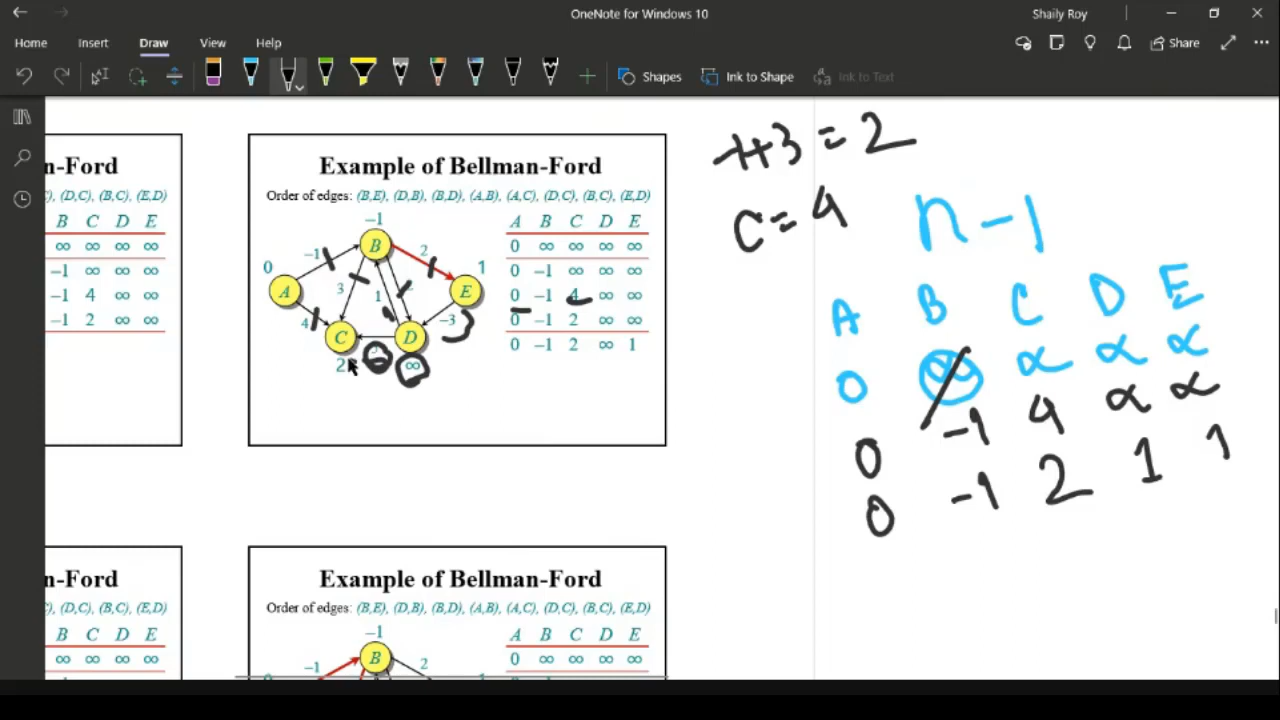 OneNote for Windows 10
Shaily Roy
Home Insert Draw View Help
Share
Shapes
Ink to Shape
Ink to Text
n-Ford
C), (D,C), (B,C), (E,D)
B C D E
∞ ∞ ∞ ∞
−1 ∞ ∞ ∞
−1 4 ∞ ∞
−1 2 ∞ ∞
Example of Bellman-Ford
Order of edges: (B,E), (D,B), (B,D), (A,B), (A,C), (D,C), (B,C), (E,D)
−1
B
0
−1
2
1
A
3
1
E
4
−3
C
D
2
∞
A B C D E
0 ∞ ∞ ∞ ∞
0 −1 ∞ ∞ ∞
0 −1 4 ∞ ∞
0 −1 2 ∞ ∞
0 −1 2 ∞ 1
-1+3 = 2
C = 4
n-1
A B C D E
0 ∞ ∝ ∝ ∝
0 -1 4 ∝ ∝
0 -1 2 1 1
n-Ford
C), (D,C), (B,C), (E,D)
B C D E
∞ ∞ ∞ ∞
Example of Bellman-Ford
Order of edges: (B,E), (D,B), (B,D), (A,B), (A,C), (D,C), (B,C), (E,D)
−1
B
−1
2
A B C D E
0 ∞ ∞ ∞ ∞